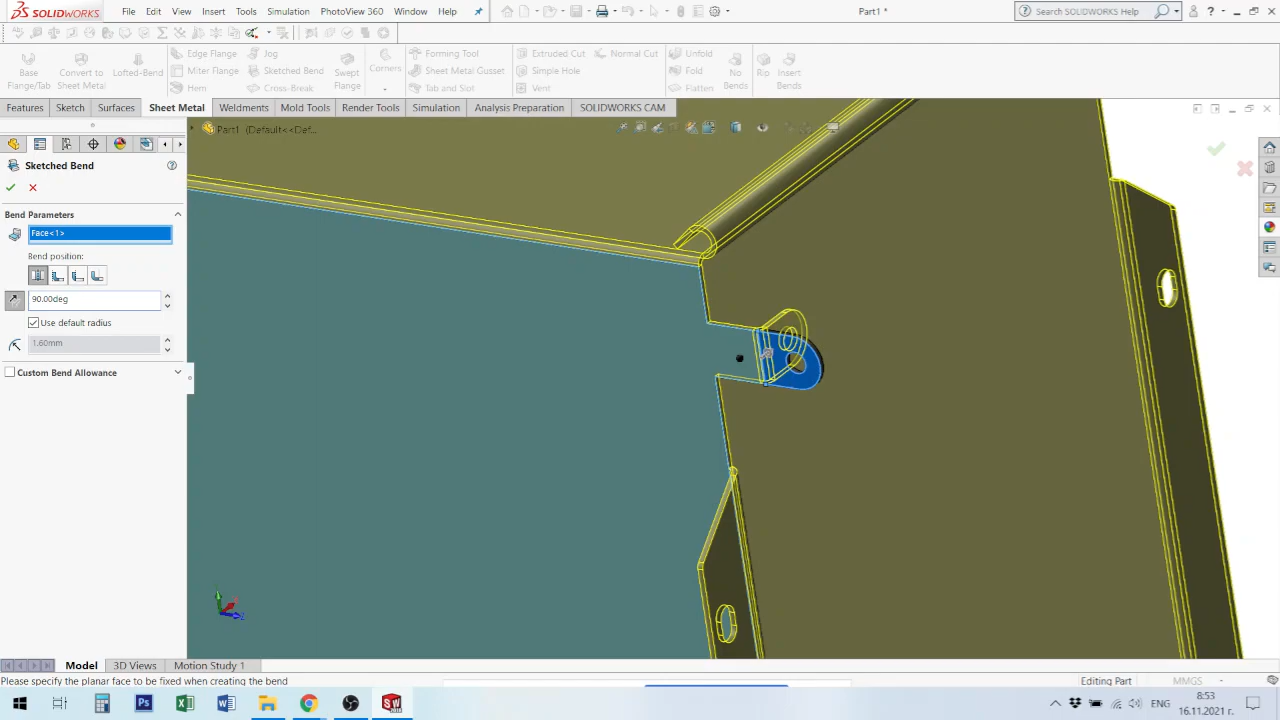 SOLIDWORKS File Edit View Insert Tools Simulation PhotoView 360 Window Help Part1 * Search SOLIDWORKS Help
Base Flange/Tab
Convert to Sheet Metal
Lofted-Bend
Edge Flange
Miter Flange
Hem
Jog
Sketched Bend
Cross-Break
Swept Flange
Corners
Forming Tool
Sheet Metal Gusset
Tab and Slot
Extruded Cut
Simple Hole
Vent
Normal Cut
Unfold
Fold
Flatten
No Bends
Rip
Insert Bends
Features Sketch Surfaces Sheet Metal Weldments Mold Tools Render Tools Simulation Analysis Preparation SOLIDWORKS CAM
Part1 (Default<<Def...
Sketched Bend
Bend Parameters
Face<1>
Bend position:
90.00deg
Use default radius
1.60mm
Custom Bend Allowance
Model 3D Views Motion Study 1
Please specify the planar face to be fixed when creating the bend Editing Part MMGS
Ps
W
SW
ENG
8:53
16.11.2021 г.